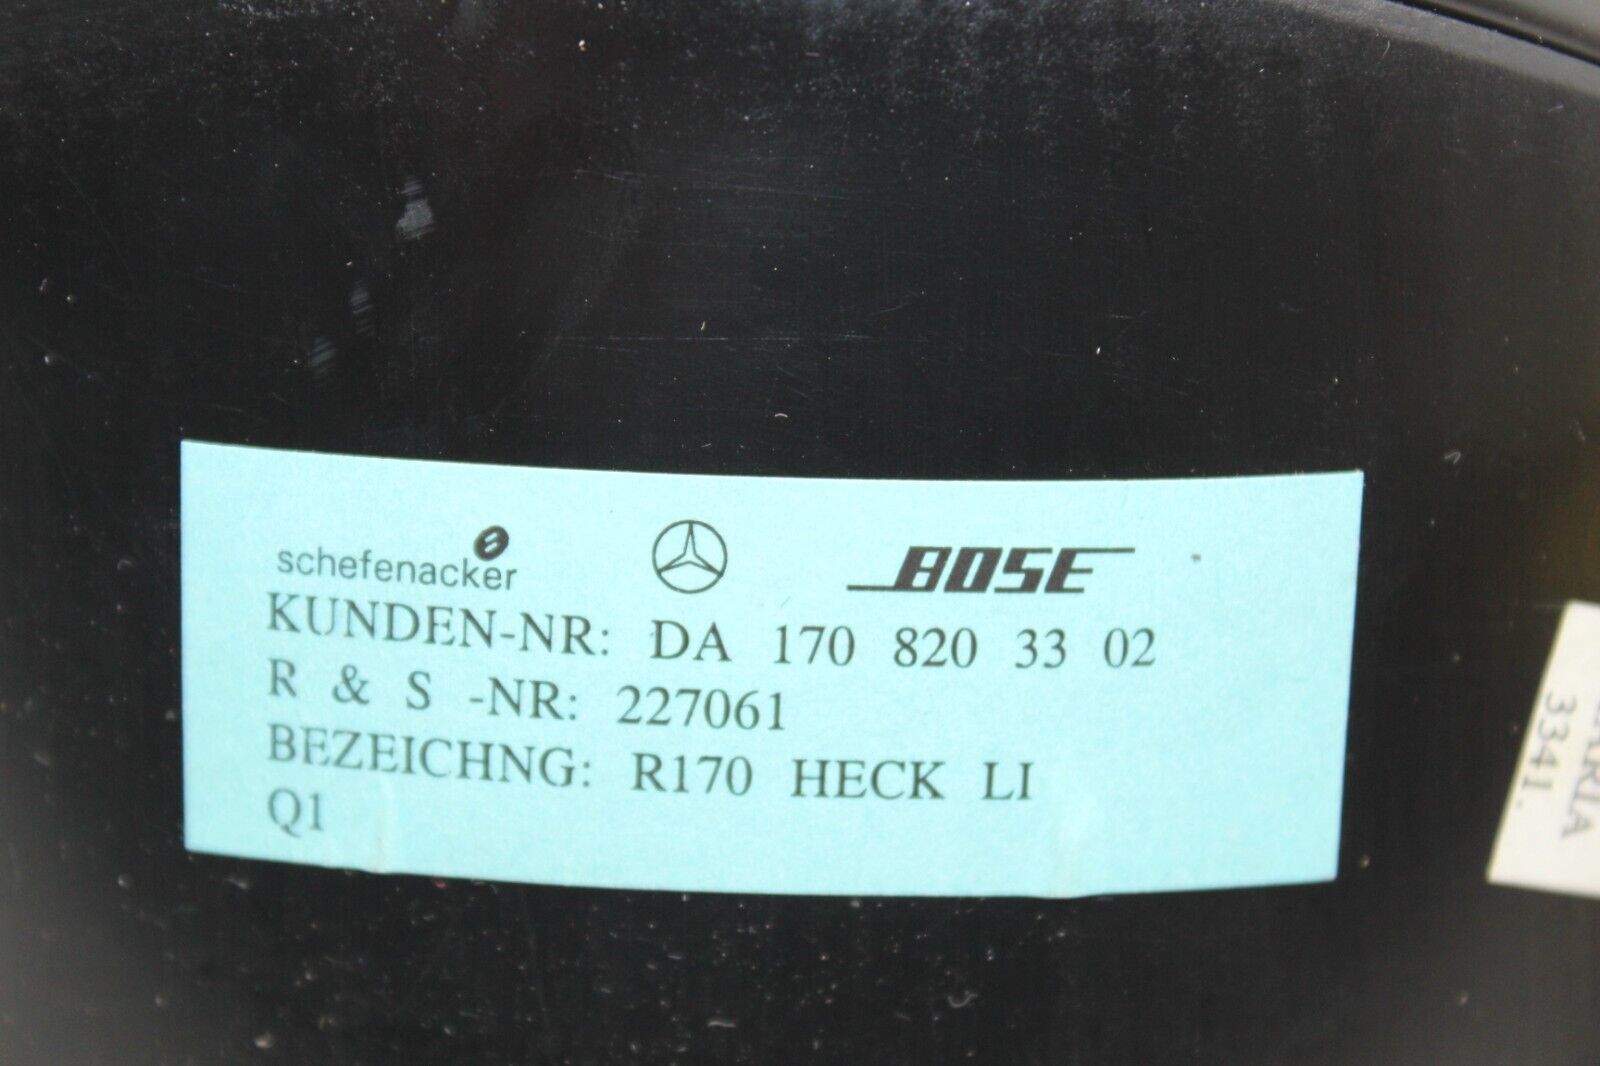 schefenacker BOSE
KUNDEN-NR: DA 170 820 33 02
R & S -NR: 227061
BEZEICHNG: R170 HECK LI
Q1
3341.